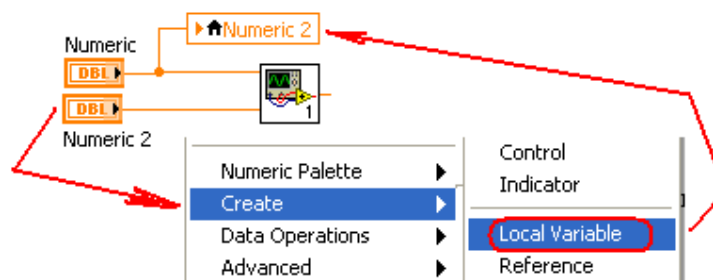 Numeric 2
Numeric
DBL
DBL
1
Numeric 2
Control
Numeric Palette
Indicator
Create
Data Operations
Local Variable
Advanced
Reference